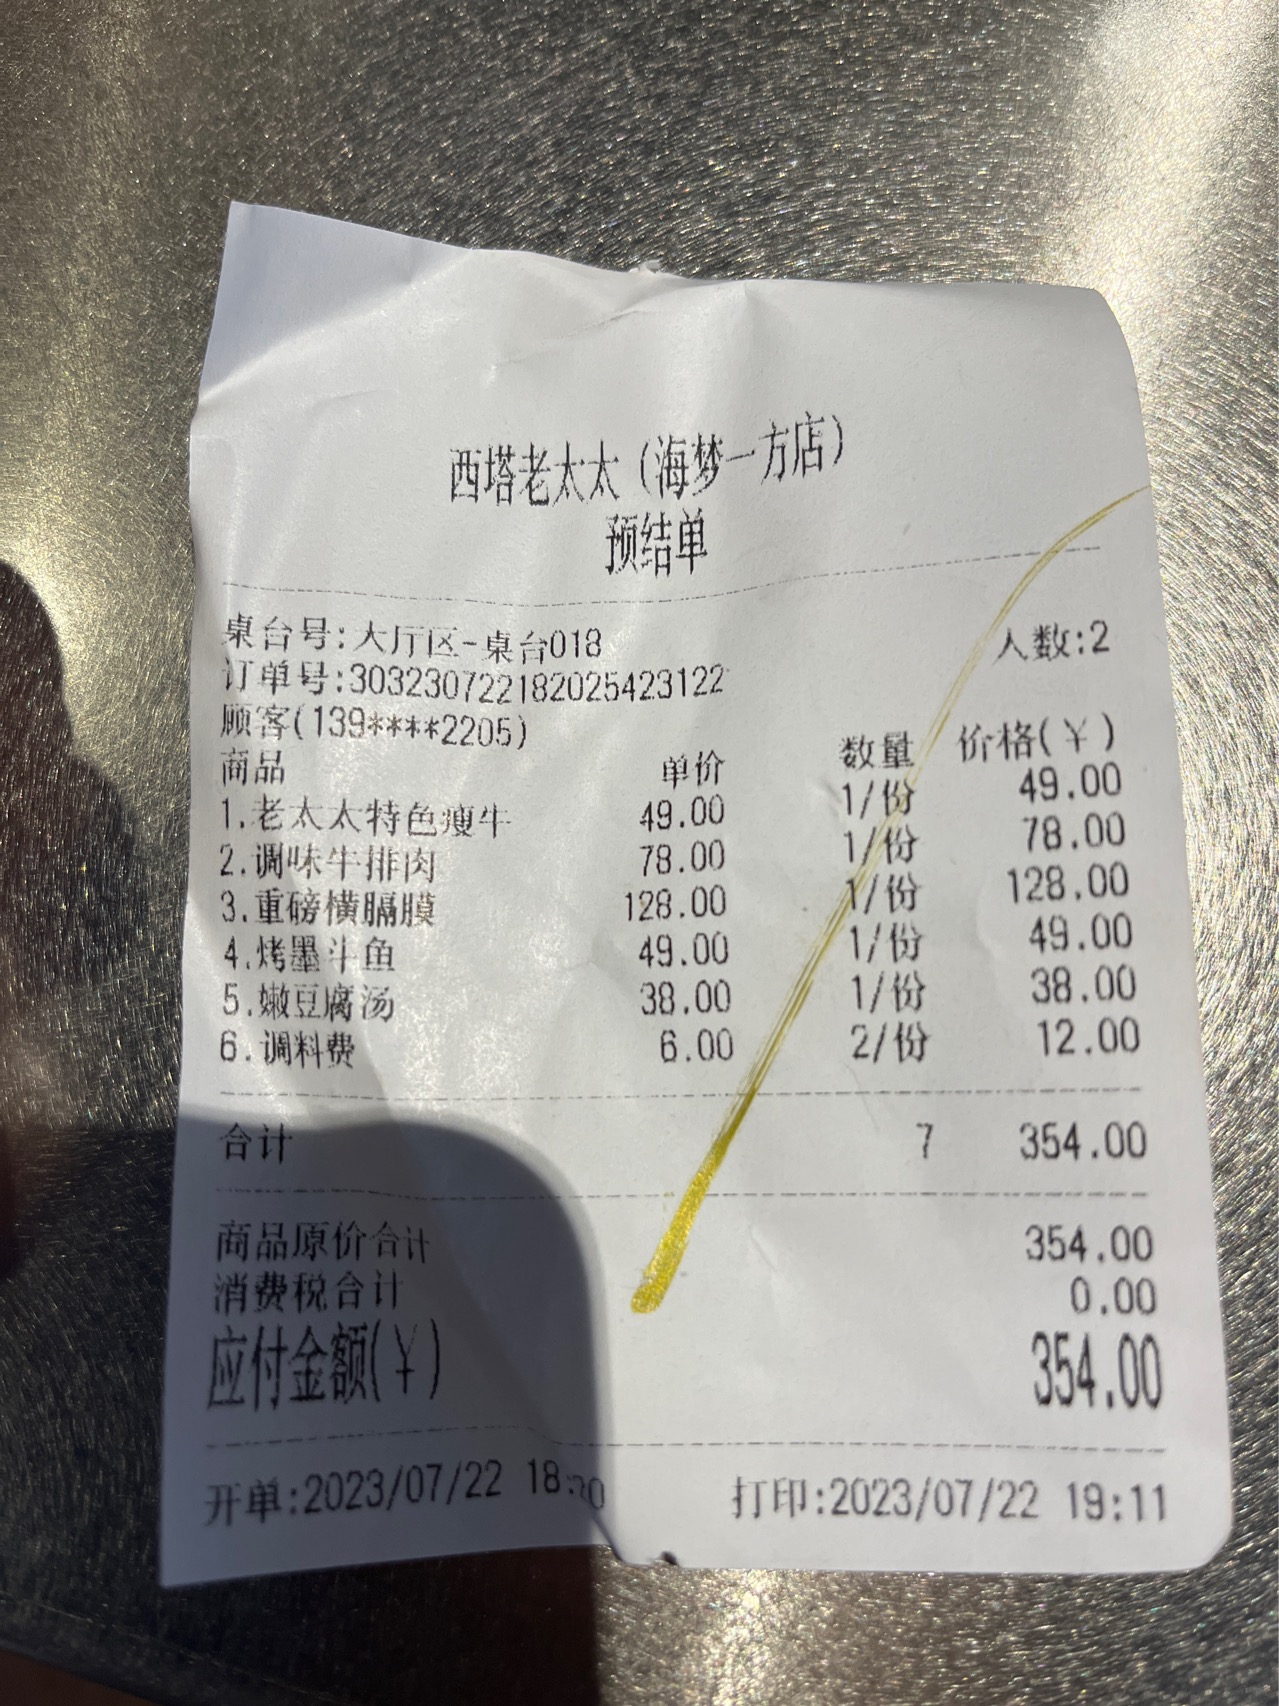 西塔老太太（海梦一方店）
预结单
桌台号:大厅区-桌台018 人数:2
订单号:303230722182025423122
顾客(139****2205)
商品 单价 数量 价格(￥)
1.老太太特色瘦牛 49.00 1/份 49.00
2.调味牛排肉 78.00 1/份 78.00
3.重磅横膈膜 128.00 1/份 128.00
4.烤墨斗鱼 49.00 1/份 49.00
5.嫩豆腐汤 38.00 1/份 38.00
6.调料费 6.00 2/份 12.00
合计 7 354.00
商品原价合计 354.00
消费税合计 0.00
应付金额(￥) 354.00
开单:2023/07/22 18:20 打印:2023/07/22 19:11